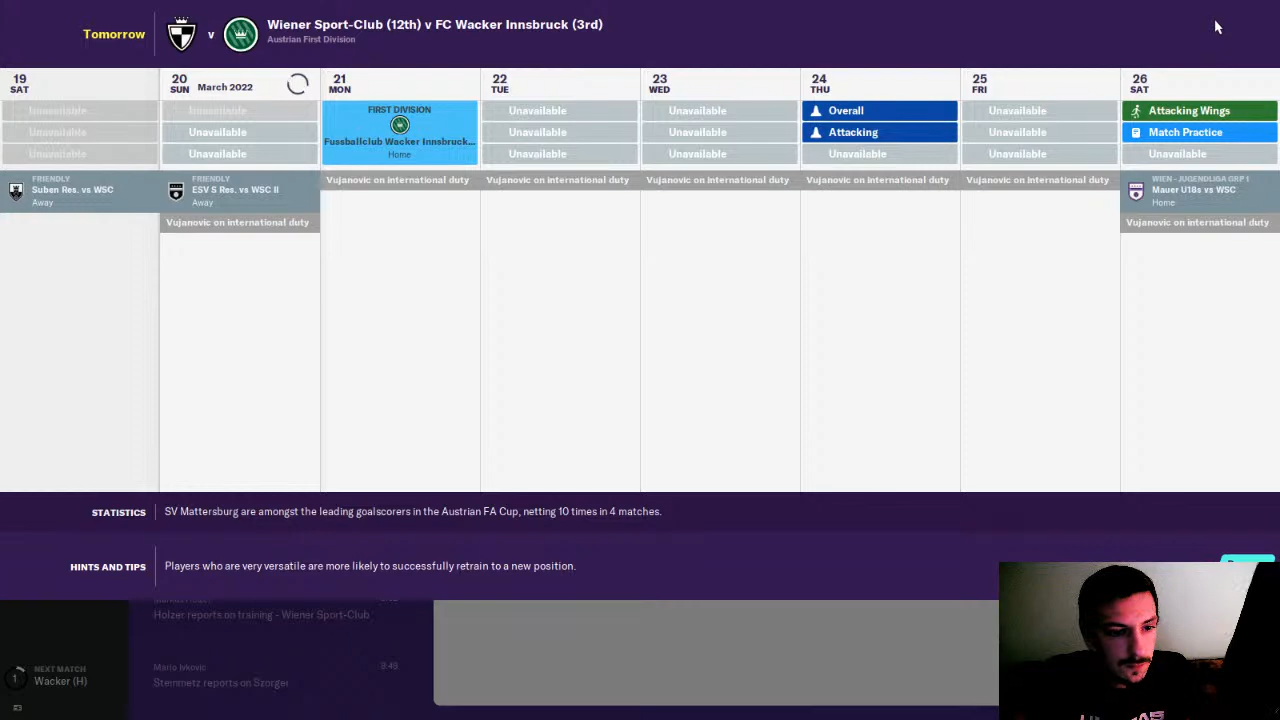 Tomorrow
v
Wiener Sport-Club (12th) v FC Wacker Innsbruck (3rd)
Austrian First Division
19
SAT
20
SUN
March 2022
21
MON
22
TUE
23
WED
24
THU
25
FRI
26
SAT
Unavailable
Unavailable
Unavailable
FRIENDLY
Suben Res. vs WSC
Away
Unavailable
Unavailable
Unavailable
FRIENDLY
ESV S Res. vs WSC II
Away
Vujanovic on international duty
FIRST DIVISION
Fussballclub Wacker Innsbruck...
Home
Vujanovic on international duty
Unavailable
Unavailable
Unavailable
Vujanovic on international duty
Unavailable
Unavailable
Unavailable
Vujanovic on international duty
Overall
Attacking
Unavailable
Vujanovic on international duty
Unavailable
Unavailable
Unavailable
Vujanovic on international duty
Attacking Wings
Match Practice
Unavailable
WIEN - JUGENDLIGA GRP 1
Mauer U18s vs WSC
Home
Vujanovic on international duty
STATISTICS
SV Mattersburg are amongst the leading goalscorers in the Austrian FA Cup, netting 10 times in 4 matches.
HINTS AND TIPS
Players who are very versatile are more likely to successfully retrain to a new position.
Holzer reports on training - Wiener Sport-Club
Mario Ivkovic
Steinmetz reports on Szorger
1
NEXT MATCH
Wacker (H)